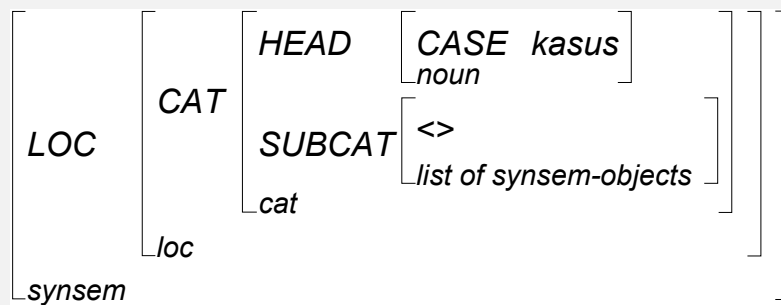 HEAD CASE kasus
noun
CAT
SUBCAT <>
LOC
list of synsem-objects
cat
loc
synsem